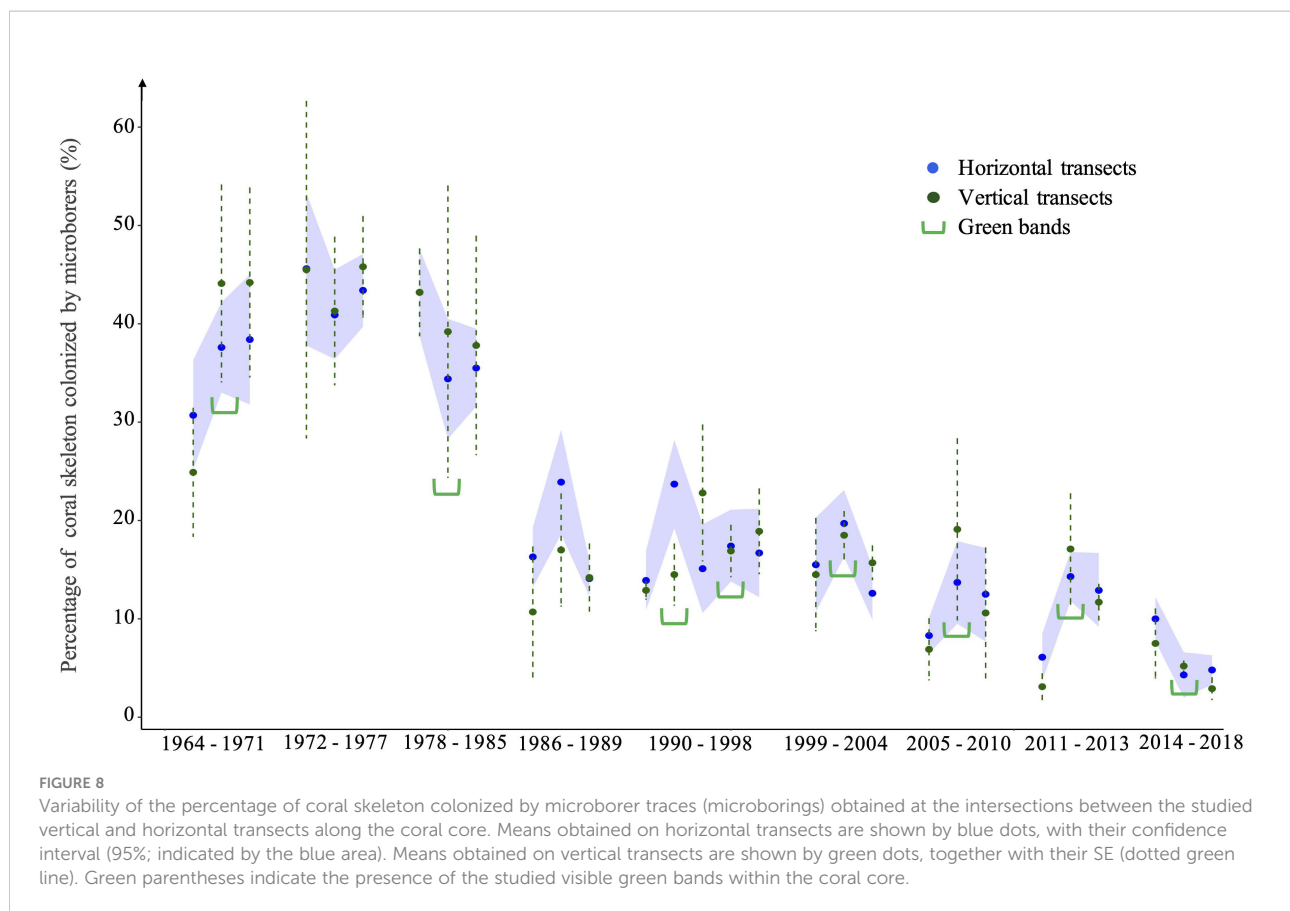 Percentage of coral skeleton colonized by microborers (%)
60
50
40
30
20
10
0
Horizontal transects
Vertical transects
Green bands
1964 - 1971 1972 - 1977 1978 - 1985 1986 - 1989 1990 - 1998 1999 - 2004 2005 - 2010 2011 - 2013 2014 - 2018
FIGURE 8
Variability of the percentage of coral skeleton colonized by microborer traces (microborings) obtained at the intersections between the studied
vertical and horizontal transects along the coral core. Means obtained on horizontal transects are shown by blue dots, with their confidence
interval (95%; indicated by the blue area). Means obtained on vertical transects are shown by green dots, together with their SE (dotted green
line). Green parentheses indicate the presence of the studied visible green bands within the coral core.